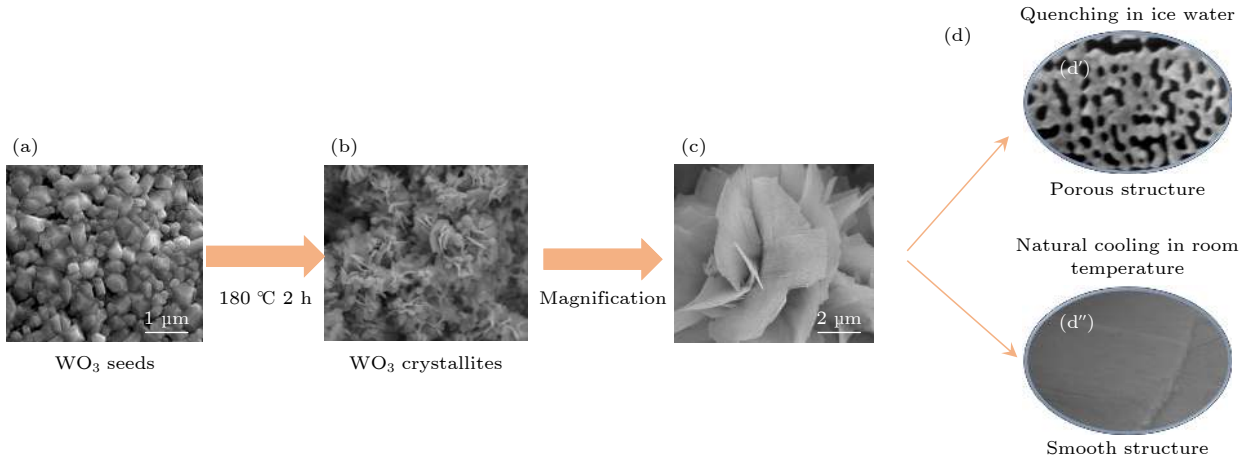 (a)
1 µm
WO₃ seeds
180 ℃ 2 h
(b)
WO₃ crystallites
Magnification
(c)
2 µm
(d)
Quenching in ice water
(d′)
Porous structure
Natural cooling in room
temperature
(d″)
Smooth structure